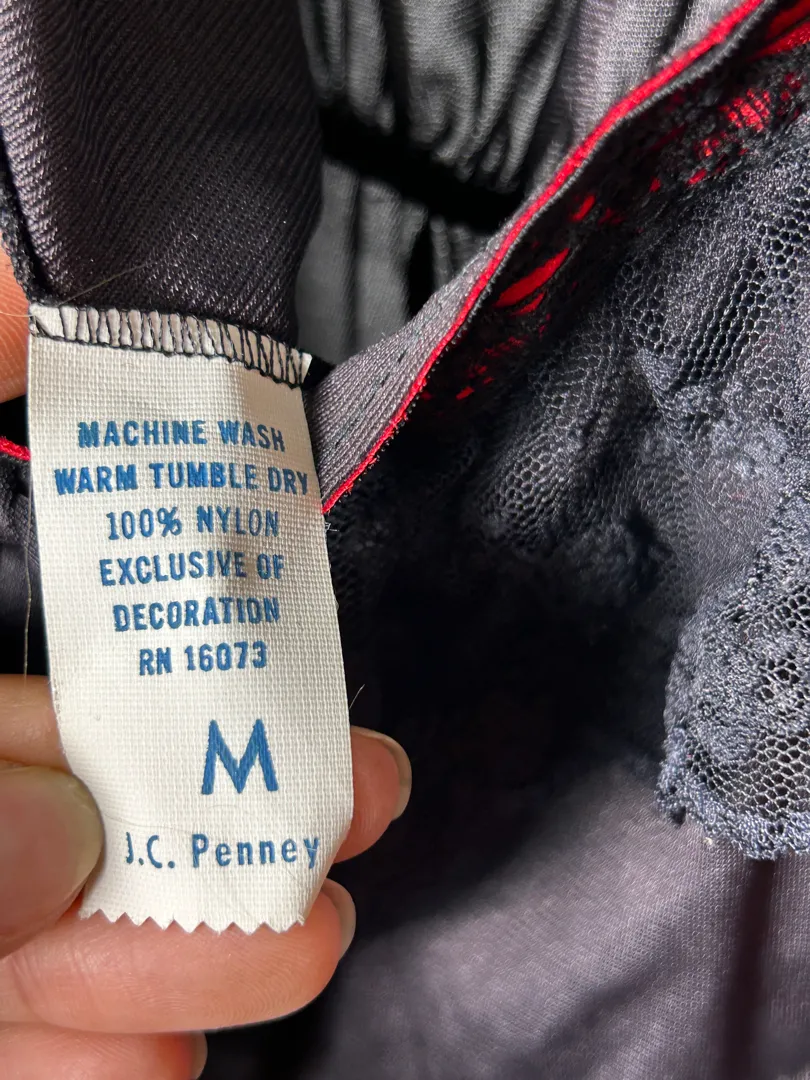 MACHINE WASH
WARM TUMBLE DRY
100% NYLON
EXCLUSIVE OF
DECORATION
RN 16073
M
J.C. Penney